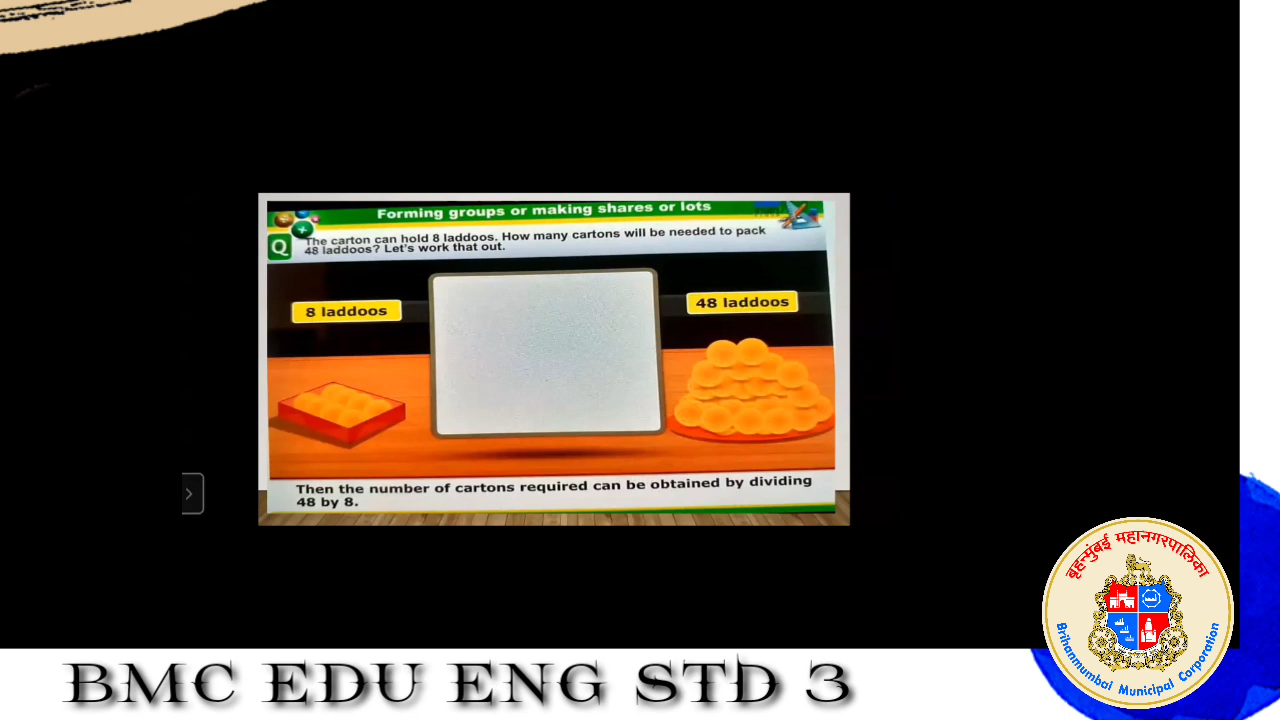 Forming groups or making shares or lots
Q
The carton can hold 8 laddoos. How many cartons will be needed to pack
48 laddoos? Let's work that out.
8 laddoos
48 laddoos
Then the number of cartons required can be obtained by dividing
48 by 8.
बृहन्मुंबई महानगरपालिका
Brihanmumbai Municipal Corporation
BMC EDU ENG STD 3